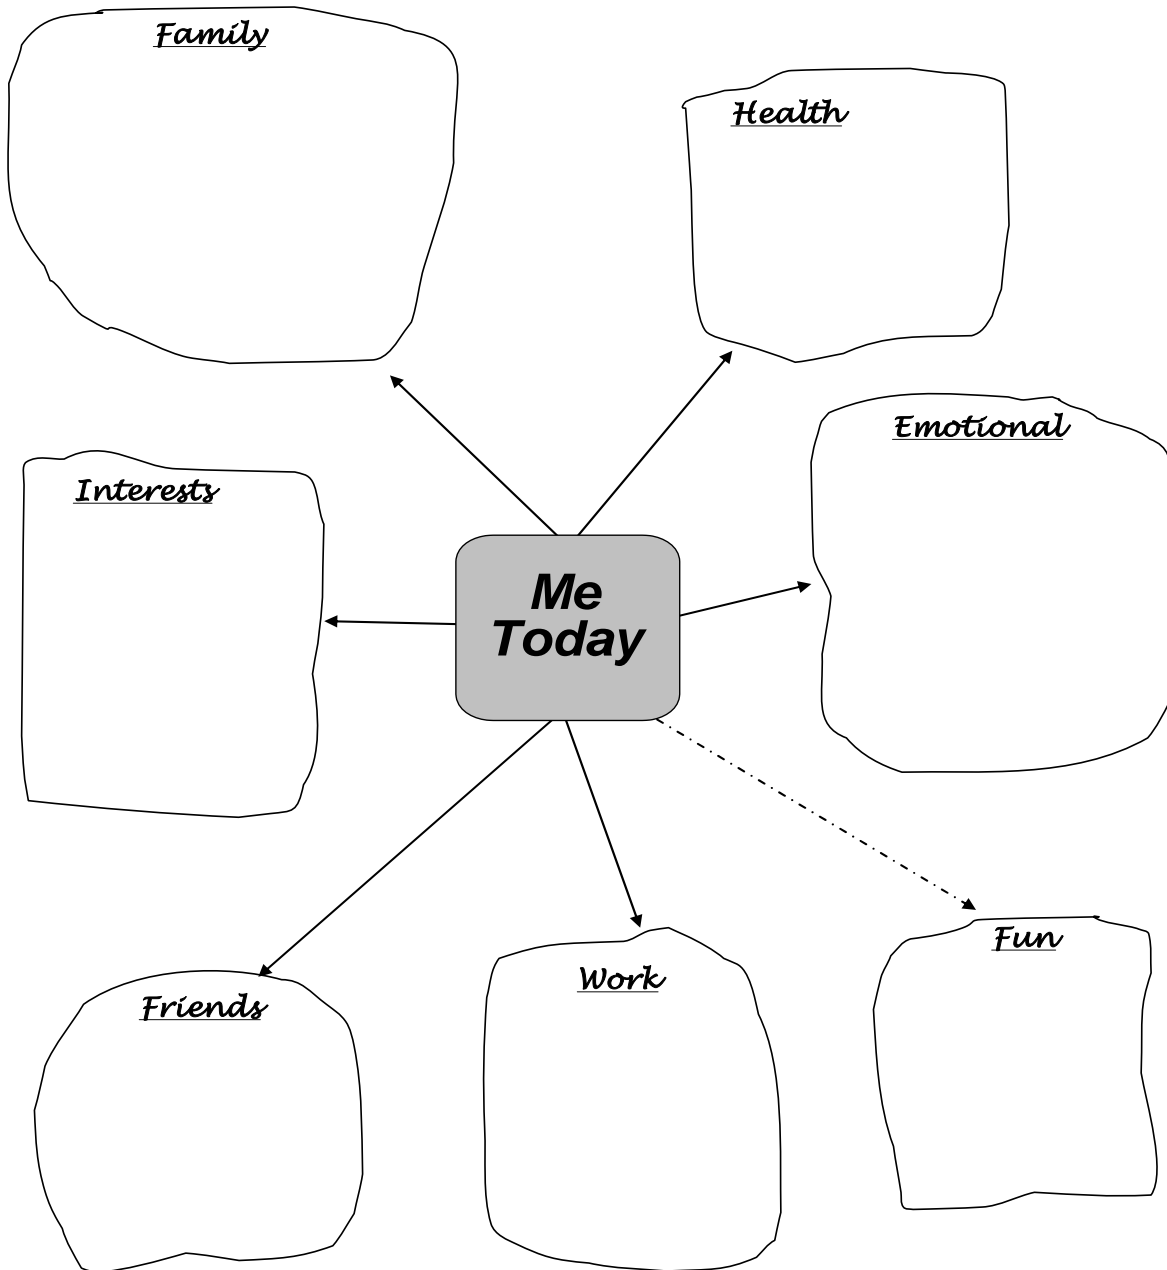 Family
Health
Emotional
Interests
Me
Today
Fun
Work
Friends